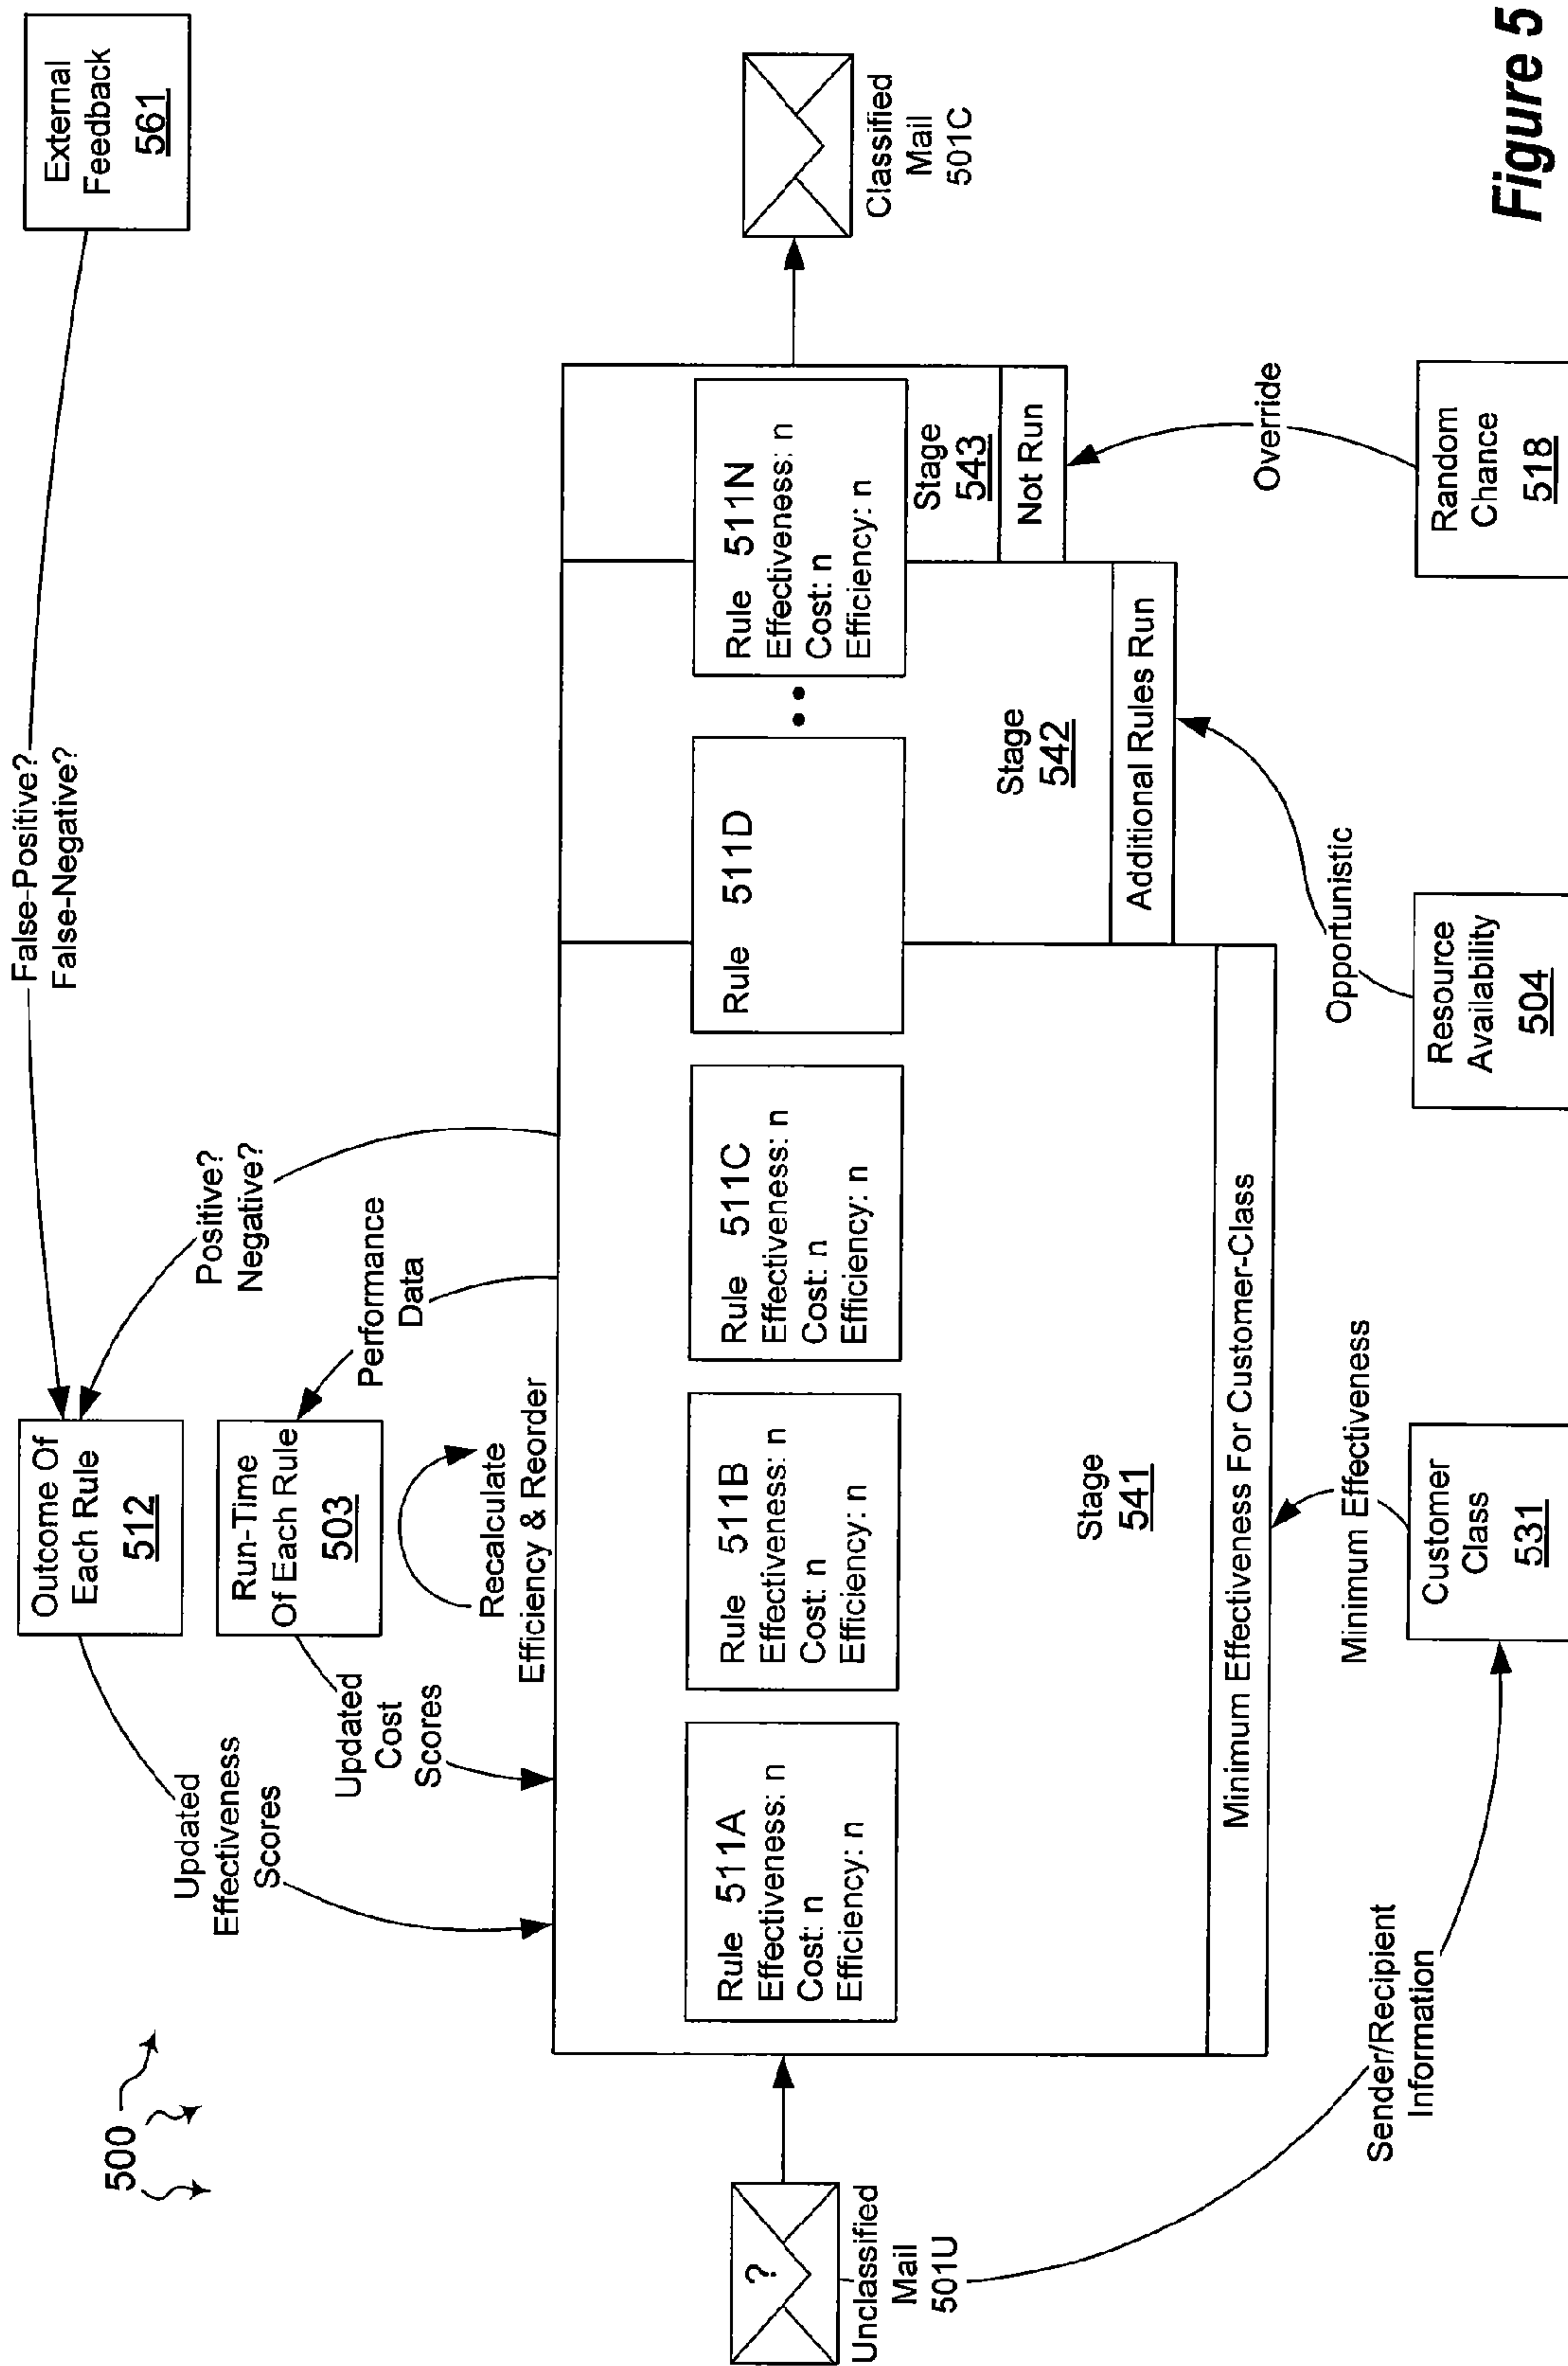 500
Outcome Of
Each Rule
512
False-Positive?
False-Negative?
External
Feedback
561
Run-Time
Of Each Rule
503
Updated
Effectiveness
Scores
Updated
Cost
Scores
Recalculate
Efficiency & Reorder
Performance
Data
Positive?
Negative?
?
Unclassified
Mail
501U
Rule 511A
Effectiveness: n
Cost: n
Efficiency: n
Rule 511B
Effectiveness: n
Cost: n
Efficiency: n
Rule 511C
Effectiveness: n
Cost: n
Efficiency: n
Rule 511D
Rule 511N
Effectiveness: n
Cost: n
Efficiency: n
Stage
541
Stage
542
Stage
543
Minimum Effectiveness For Customer-Class
Additional Rules Run
Not Run
Classified
Mail
501C
Sender/Recipient
Information
Minimum Effectiveness
Opportunistic
Override
Customer
Class
531
Resource
Availability
504
Random
Chance
518
Figure 5